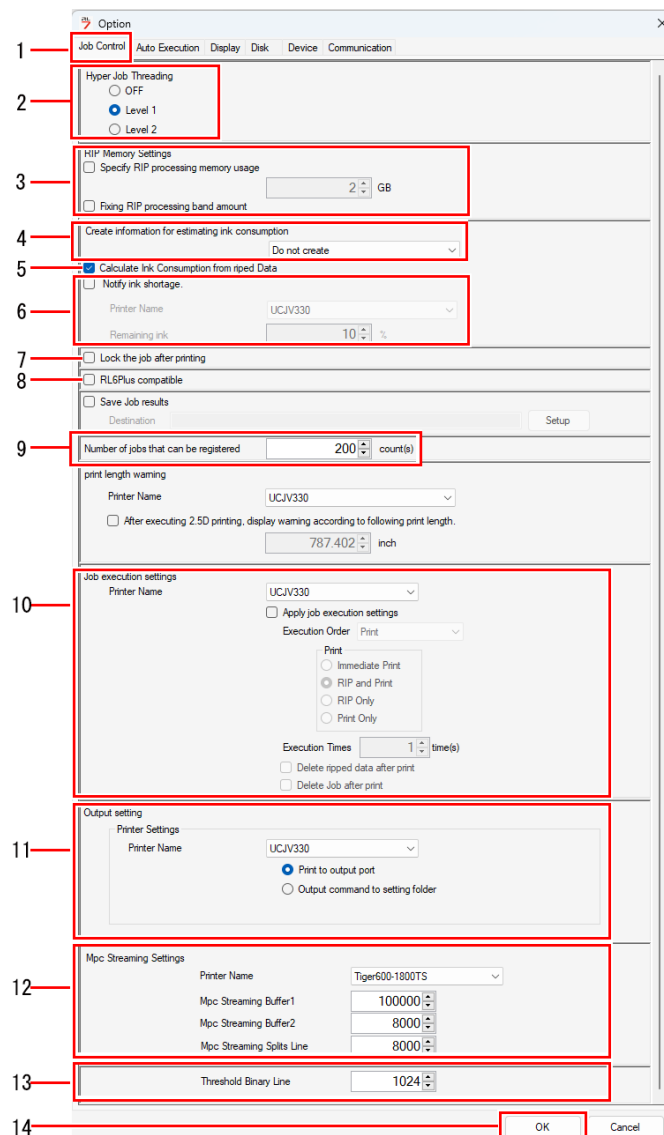 Option
1
Job Control Auto Execution Display Disk Device Communication
2
Hyper Job Threading
OFF
Level 1
Level 2
3
RIP Memory Settings
Specify RIP processing memory usage
2 GB
Fixing RIP processing band amount
4
Create information for estimating ink consumption
Do not create
5
Calculate Ink Consumption from riped Data
6
Notify ink shortage.
Printer Name UCJV330
Remaining ink 10 %
7
Lock the job after printing
8
RL6Plus compatible
Save Job results
Destination Setup
9
Number of jobs that can be registered 200 count(s)
print length warning
Printer Name UCJV330
After executing 2.5D printing, display warning according to following print length.
787.402 inch
10
Job execution settings
Printer Name UCJV330
Apply job execution settings
Execution Order Print
Print
Immediate Print
RIP and Print
RIP Only
Print Only
Execution Times 1 time(s)
Delete ripped data after print
Delete Job after print
11
Output setting
Printer Settings
Printer Name UCJV330
Print to output port
Output command to setting folder
12
Mpc Streaming Settings
Printer Name Tiger600-1800TS
Mpc Streaming Buffer1 100000
Mpc Streaming Buffer2 8000
Mpc Streaming Splits Line 8000
13
Threshold Binary Line 1024
14
OK Cancel